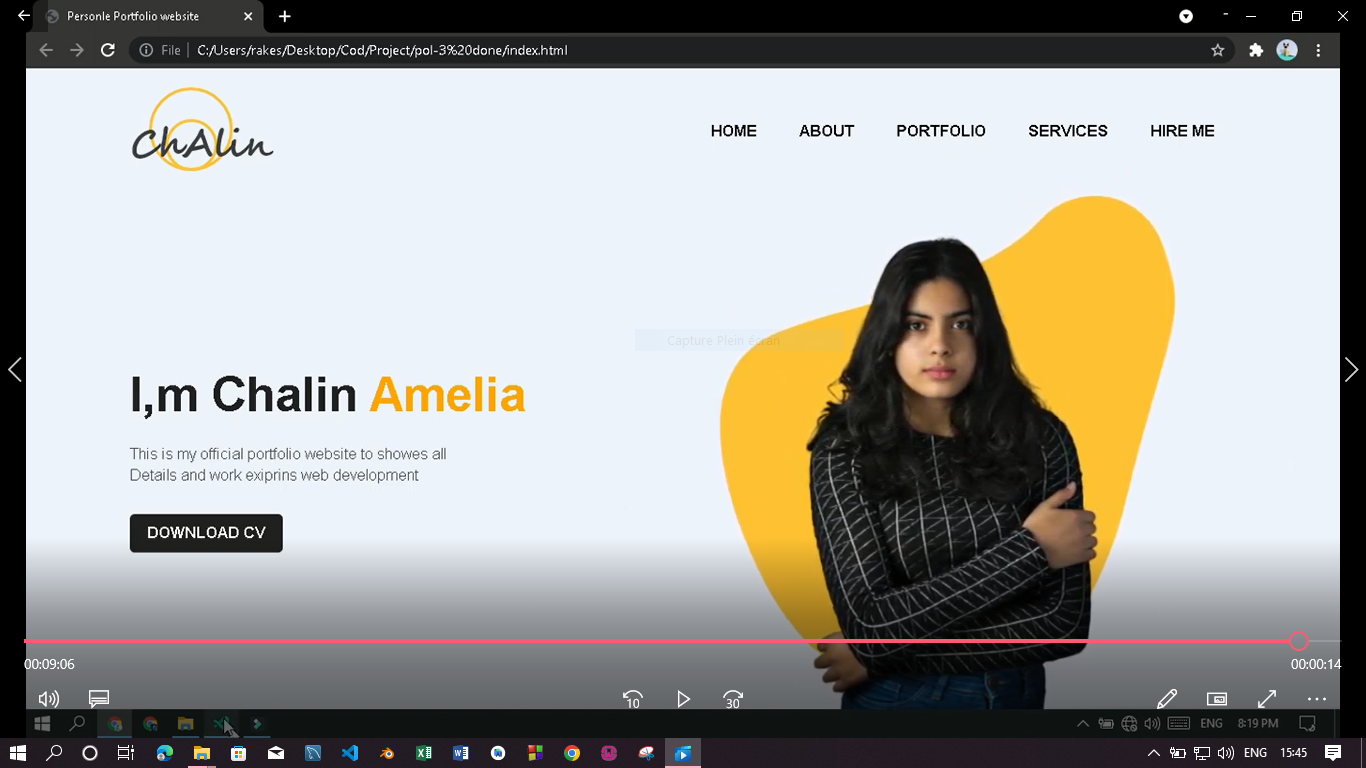 Personle Portfolio website
File
C:/Users/rakes/Desktop/Cod/Project/pol-3%20done/index.html
ChAlin
HOME ABOUT PORTFOLIO SERVICES HIRE ME
Capture Plein écran
I,m Chalin Amelia
This is my official portfolio website to showes all
Details and work exiprins web development
DOWNLOAD CV
00:09:06
00:00:14
10
30
ENG 8:19 PM
ENG 15:45